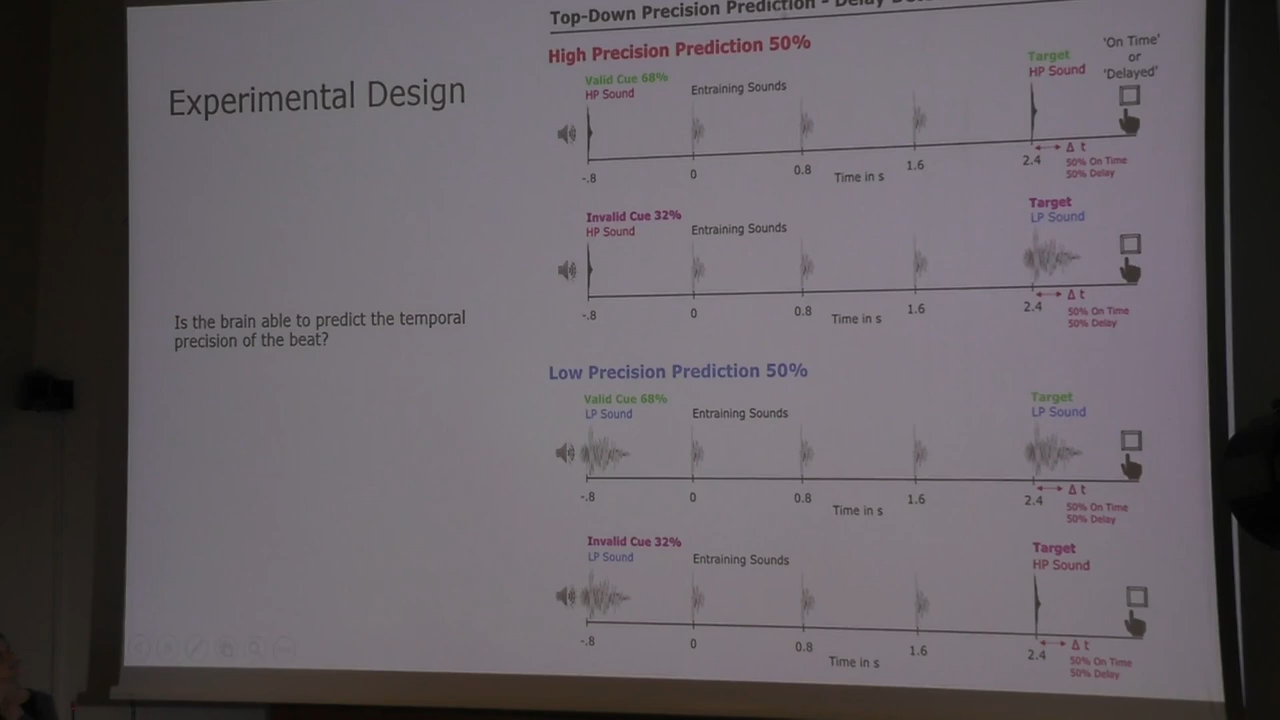 Top-Down Precision Prediction - Delay
High Precision Prediction 50%
Experimental Design
Is the brain able to predict the temporal
precision of the beat?
Valid Cue 68%
HP Sound
Entraining Sounds
Target
HP Sound
'On Time'
or
'Delayed'
-.8
0
0.8
Time in s
1.6
2.4
Δ t
50% On Time
50% Delay
Invalid Cue 32%
HP Sound
Entraining Sounds
Target
LP Sound
-.8
0
0.8
Time in s
1.6
2.4
Δ t
50% On Time
50% Delay
Low Precision Prediction 50%
Valid Cue 68%
LP Sound
Entraining Sounds
Target
LP Sound
-.8
0
0.8
Time in s
1.6
2.4
Δ t
50% On Time
50% Delay
Invalid Cue 32%
LP Sound
Entraining Sounds
Target
HP Sound
-.8
0
0.8
Time in s
1.6
2.4
Δ t
50% On Time
50% Delay